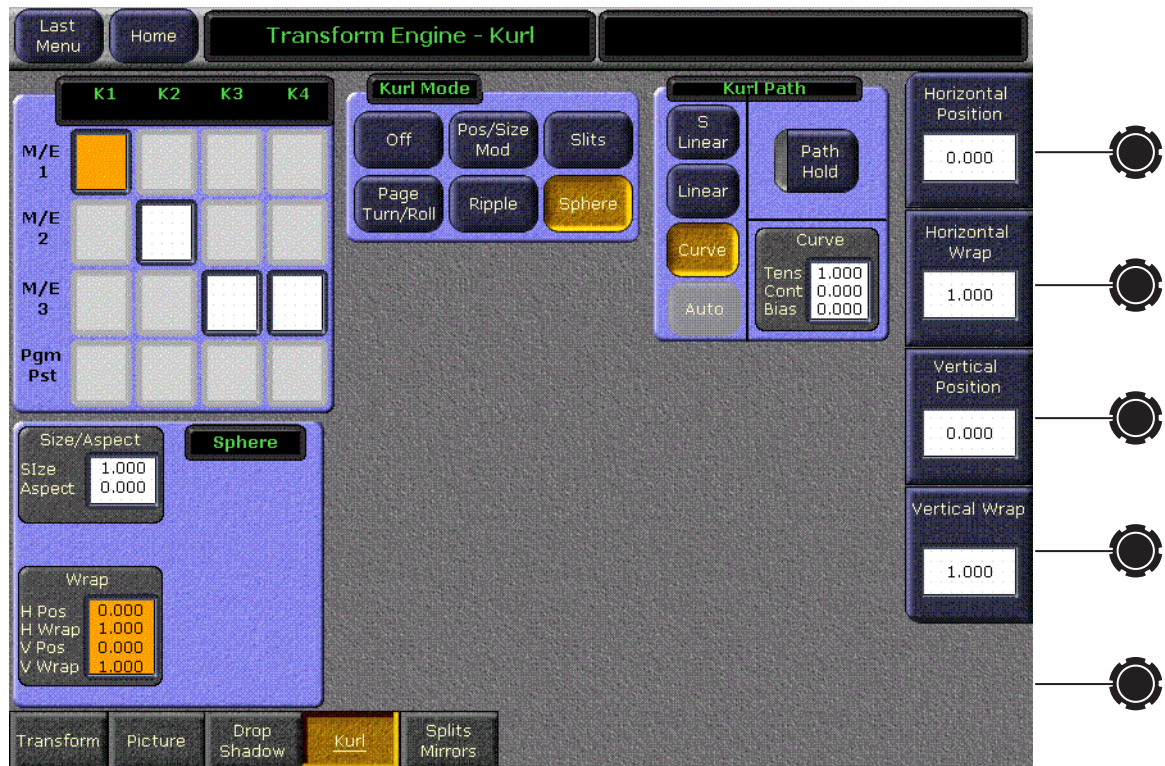 Last
Menu
Home
Transform Engine - Kurl
K1 K2 K3 K4
M/E
1
M/E
2
M/E
3
Pgm
Pst
Kurl Mode
Off
Pos/Size
Mod
Slits
Page
Turn/Roll
Ripple
Sphere
Kurl Path
S
Linear
Linear
Curve
Auto
Path
Hold
Curve
Tens 1.000
Cont 0.000
Bias 0.000
Horizontal
Position
0.000
Horizontal
Wrap
1.000
Vertical
Position
0.000
Vertical Wrap
1.000
Size/Aspect
SIze 1.000
Aspect 0.000
Sphere
Wrap
H Pos 0.000
H Wrap 1.000
V Pos 0.000
V Wrap 1.000
Transform
Picture
Drop
Shadow
Kurl
Splits
Mirrors